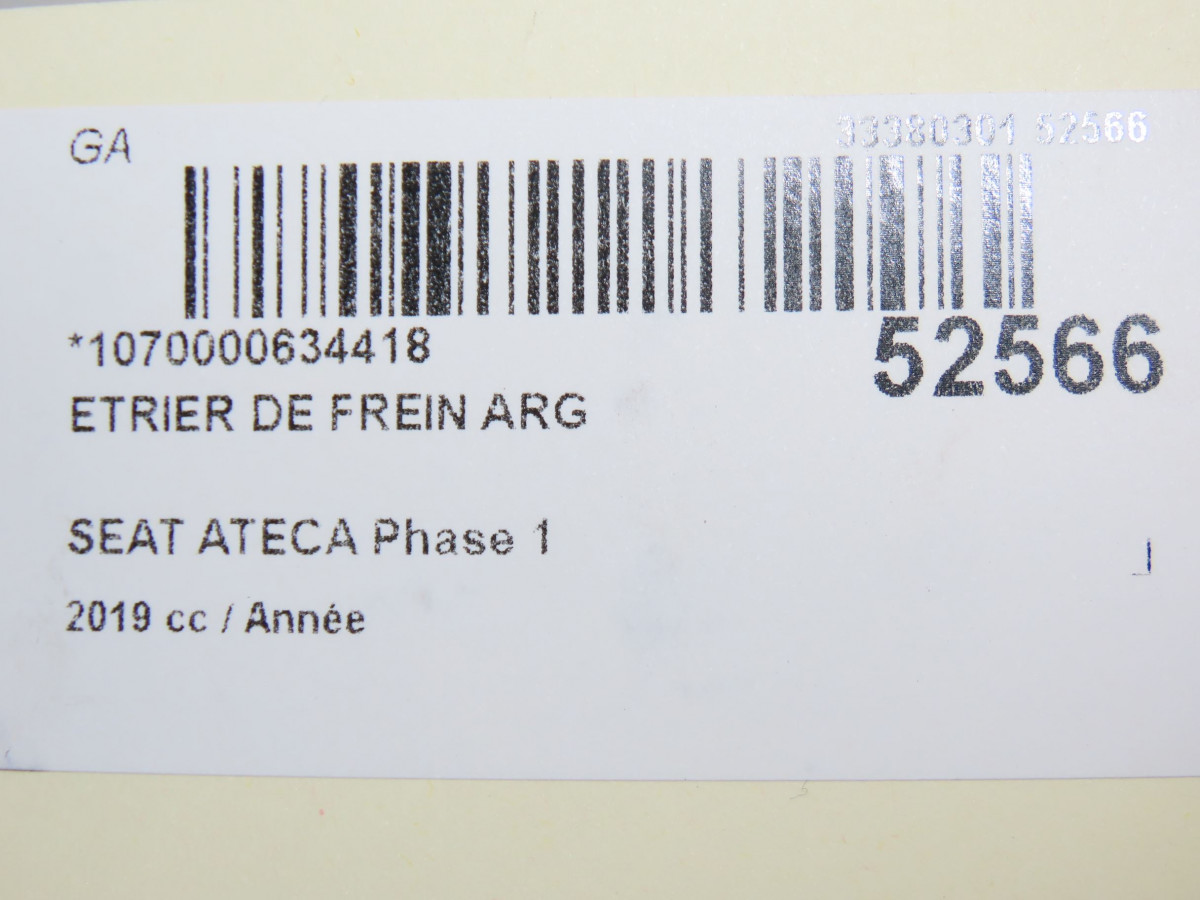 GA
33380301 52566
*1070000634418
52566
ETRIER DE FREIN ARG
SEAT ATECA Phase 1
2019 cc / Année